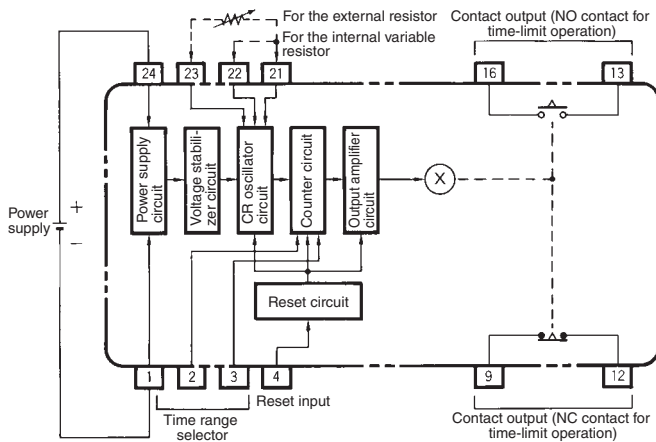 For the external resistor
For the internal variable
resistor
Contact output (NO contact for
time-limit operation)
24
23
22
21
16
13
Power supply
circuit
Voltage stabili-
zer circuit
CR oscillator
circuit
Counter circuit
Output amplifier
circuit
X
Power
supply
+
−
Reset circuit
1
2
3
4
9
12
Time range
selector
Reset input
Contact output (NC contact for
time-limit operation)